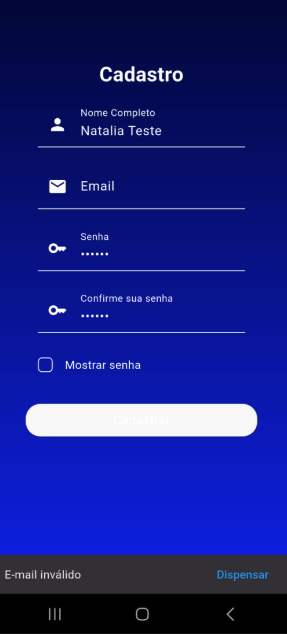 Cadastro
Nome Completo
Natalia Teste
Email
Senha
••••••
Confirme sua senha
••••••
Mostrar senha
Cadastrar
E-mail inválido
Dispensar